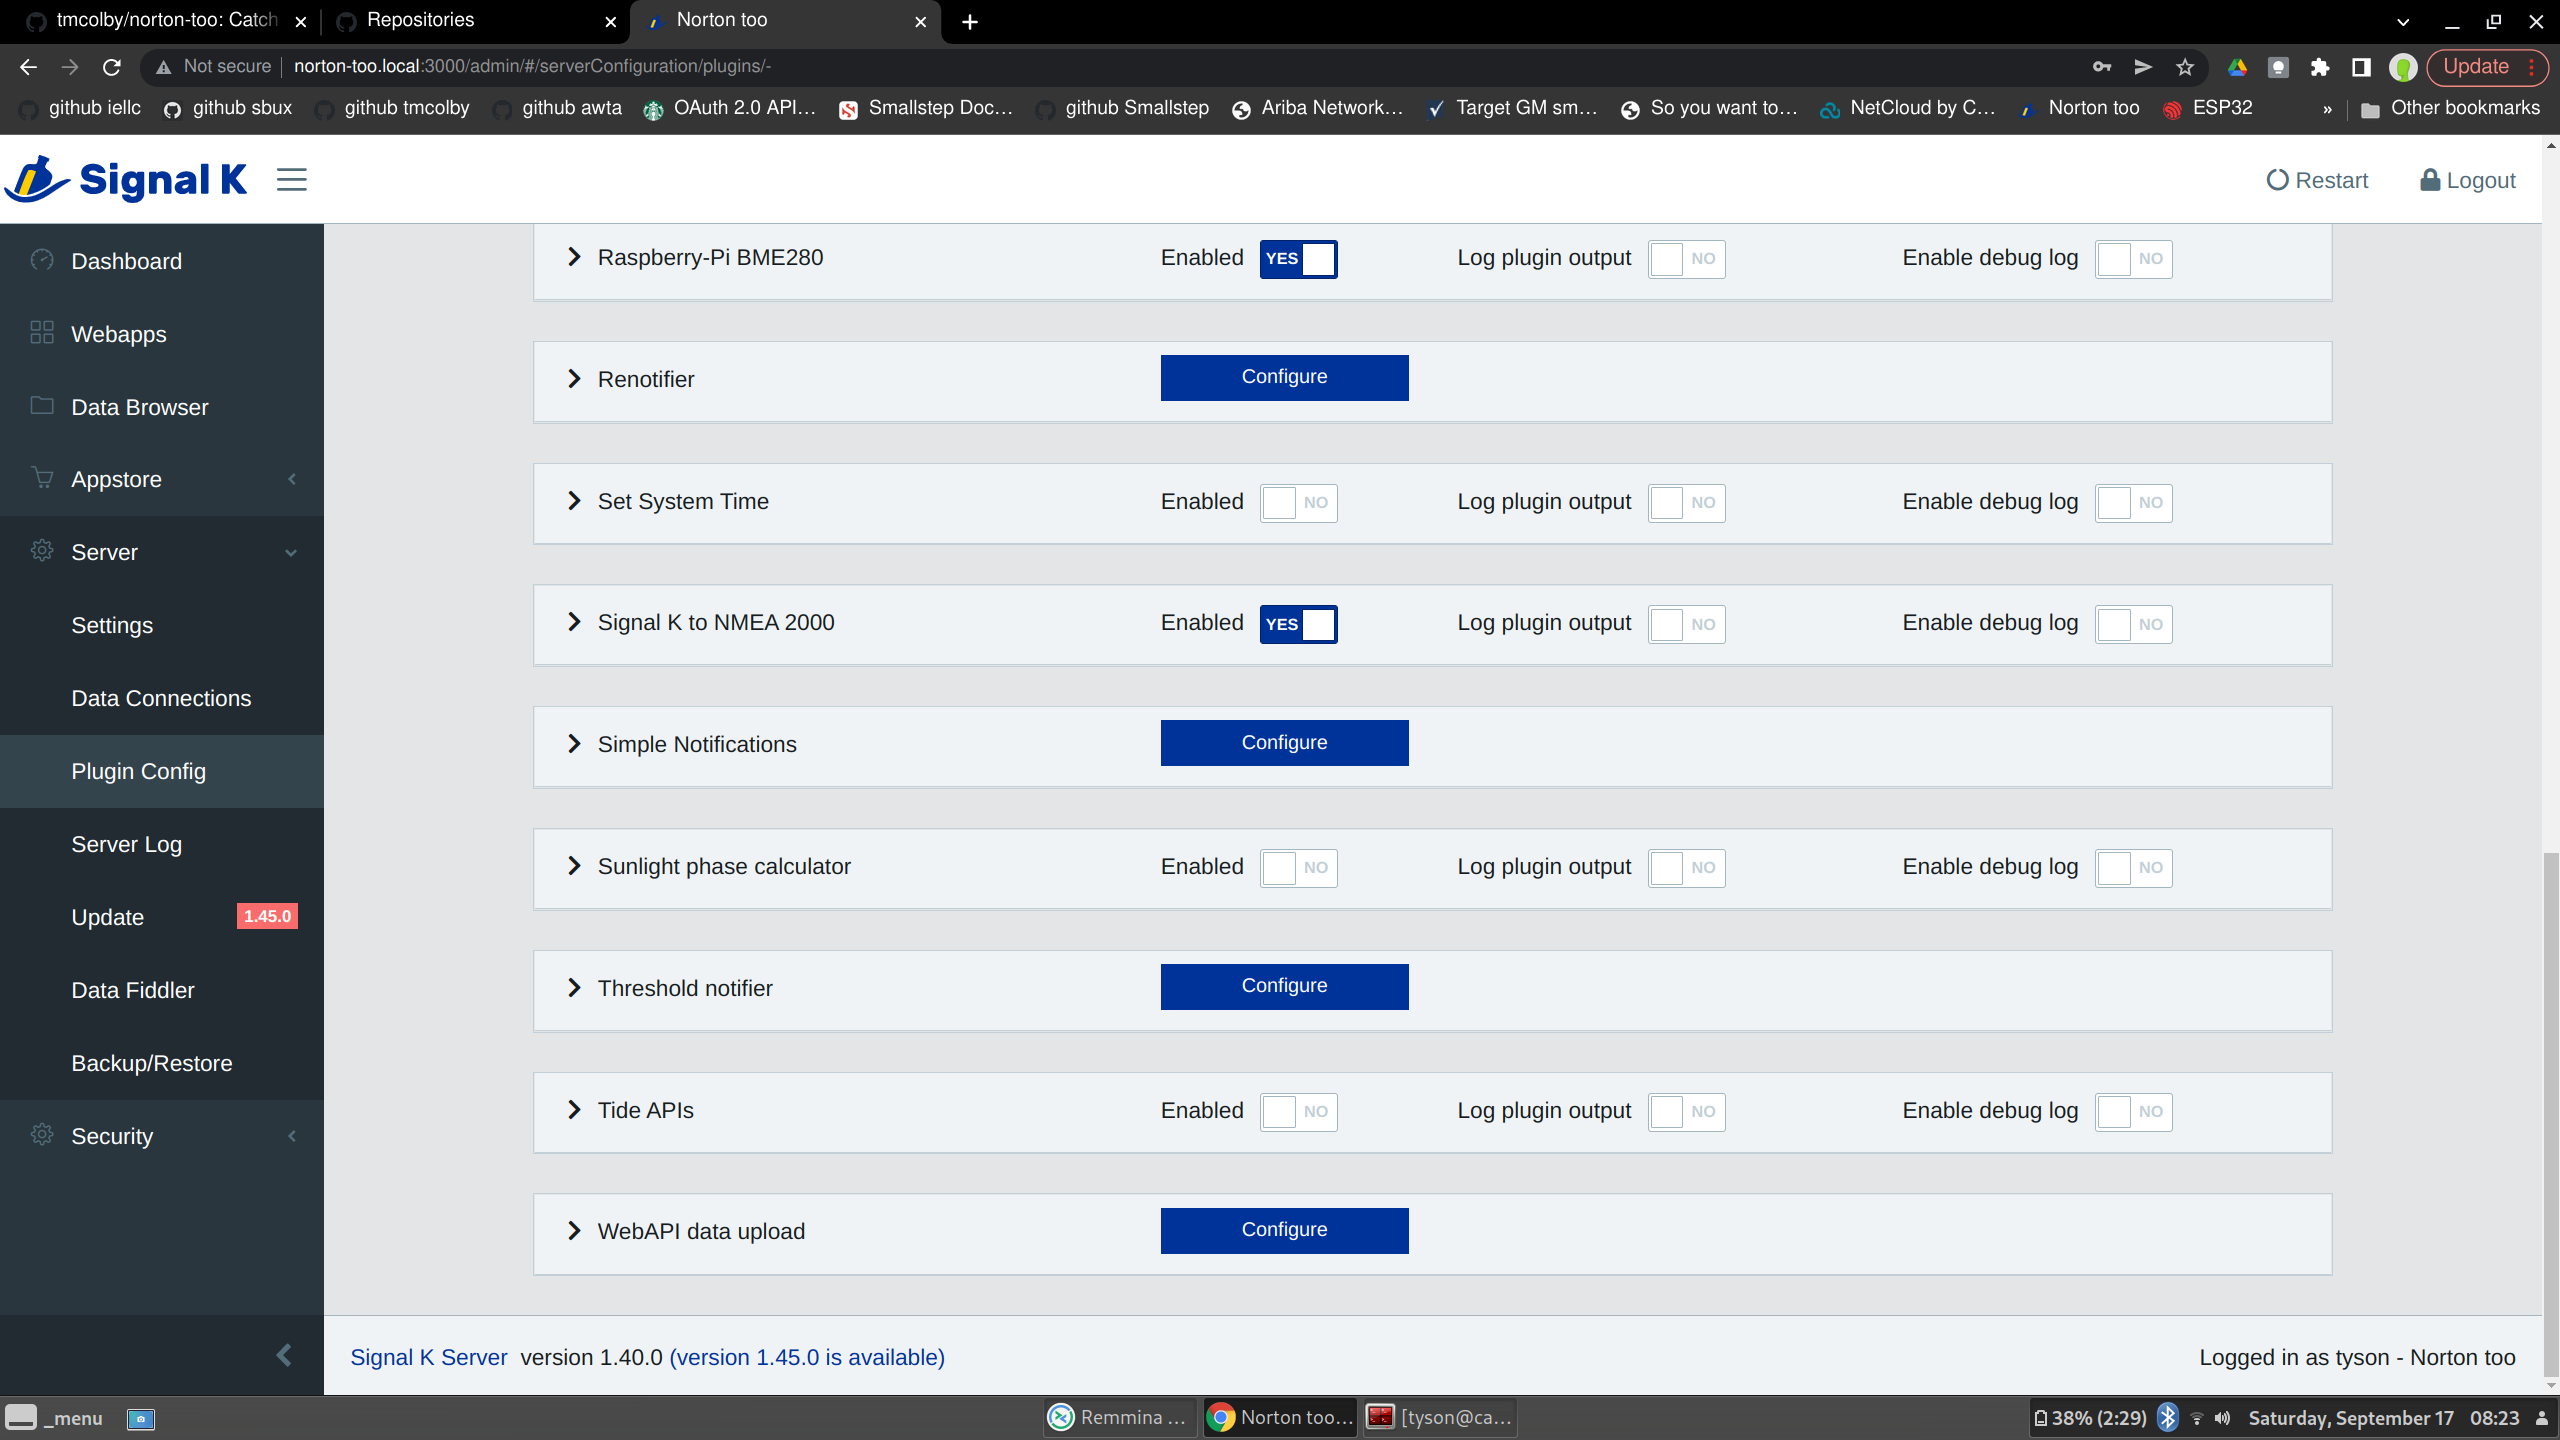 tmcolby/norton-too: Catch
Repositories
Norton too
Not secure
norton-too.local:3000/admin/#/serverConfiguration/plugins/-
Update
github iellc
github sbux
github tmcolby
github awta
OAuth 2.0 API…
Smallstep Doc…
github Smallstep
Ariba Network…
Target GM sm…
So you want to…
NetCloud by C…
Norton too
ESP32
»
Other bookmarks
Signal K
Restart
Logout
Dashboard
Webapps
Data Browser
Appstore
Server
Settings
Data Connections
Plugin Config
Server Log
Update 1.45.0
Data Fiddler
Backup/Restore
Security
Raspberry-Pi BME280 Enabled YES Log plugin output NO Enable debug log NO
Renotifier Configure
Set System Time Enabled NO Log plugin output NO Enable debug log NO
Signal K to NMEA 2000 Enabled YES Log plugin output NO Enable debug log NO
Simple Notifications Configure
Sunlight phase calculator Enabled NO Log plugin output NO Enable debug log NO
Threshold notifier Configure
Tide APIs Enabled NO Log plugin output NO Enable debug log NO
WebAPI data upload Configure
Signal K Server version 1.40.0 (version 1.45.0 is available)
Logged in as tyson - Norton too
_menu
Remmina ...
Norton too...
[tyson@ca...
38% (2:29)
Saturday, September 17 08:23